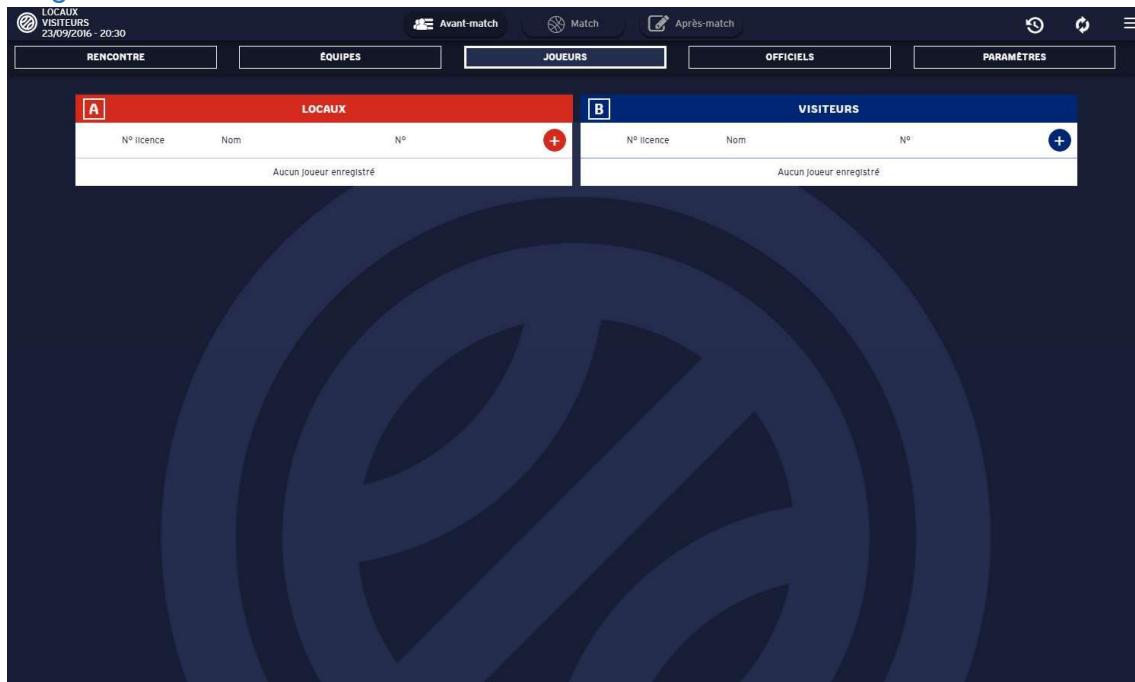 LOCAUX
VISITEURS
23/09/2016 - 20:30
Avant-match Match Après-match
RENCONTRE ÉQUIPES JOUEURS OFFICIELS PARAMÈTRES
A LOCAUX
N° licence Nom N° +
Aucun joueur enregistré
B VISITEURS
N° licence Nom N° +
Aucun joueur enregistré